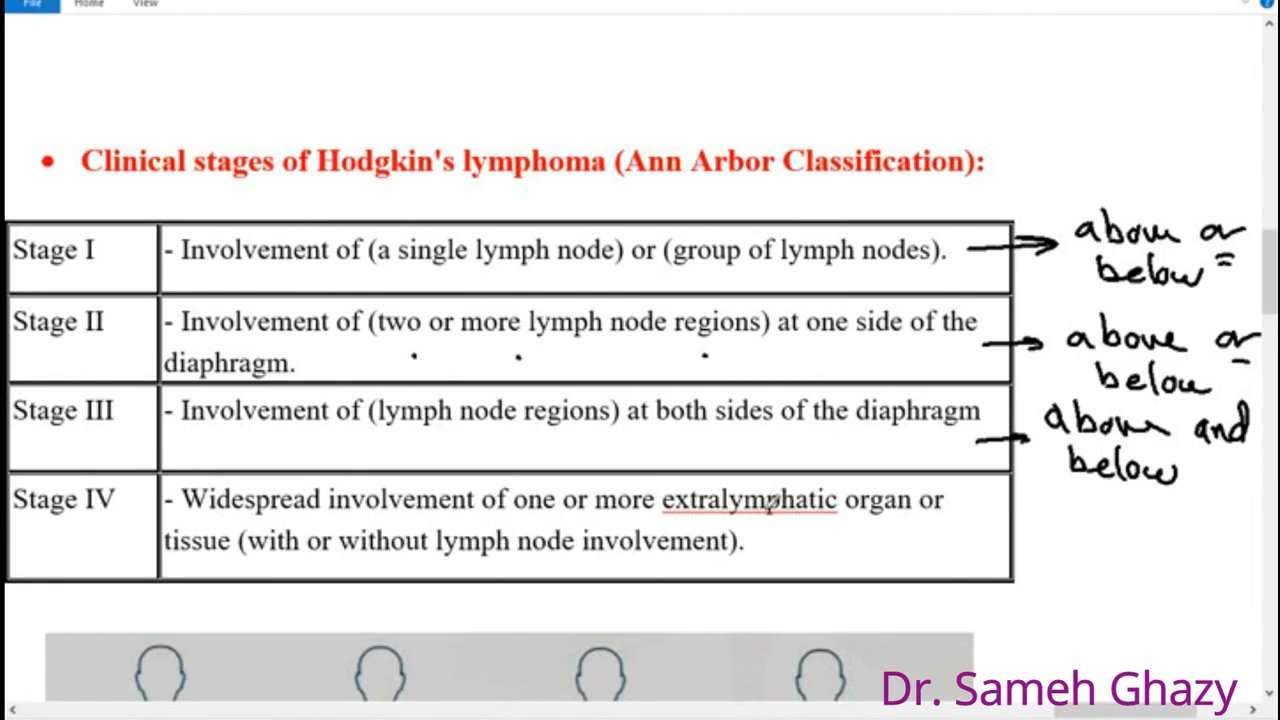 File Home View
• Clinical stages of Hodgkin's lymphoma (Ann Arbor Classification):
Stage I - Involvement of (a single lymph node) or (group of lymph nodes).
above or
below
Stage II - Involvement of (two or more lymph node regions) at one side of the
diaphragm.
above or
below
Stage III - Involvement of (lymph node regions) at both sides of the diaphragm
above and
below
Stage IV - Widespread involvement of one or more extralymphatic organ or
tissue (with or without lymph node involvement).
Dr. Sameh Ghazy